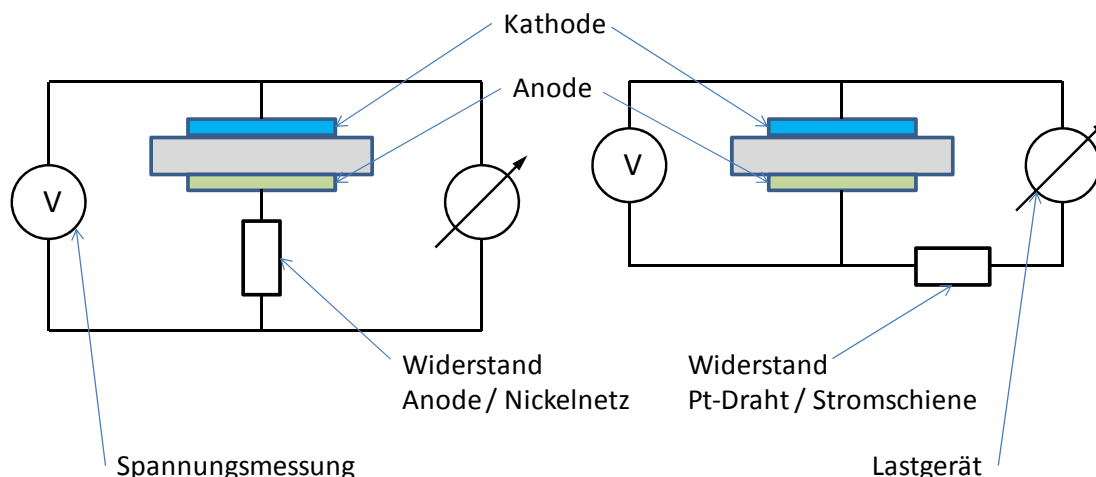 Kathode
Anode
V
V
Widerstand
Anode / Nickelnetz
Widerstand
Pt-Draht / Stromschiene
Spannungsmessung
Lastgerät